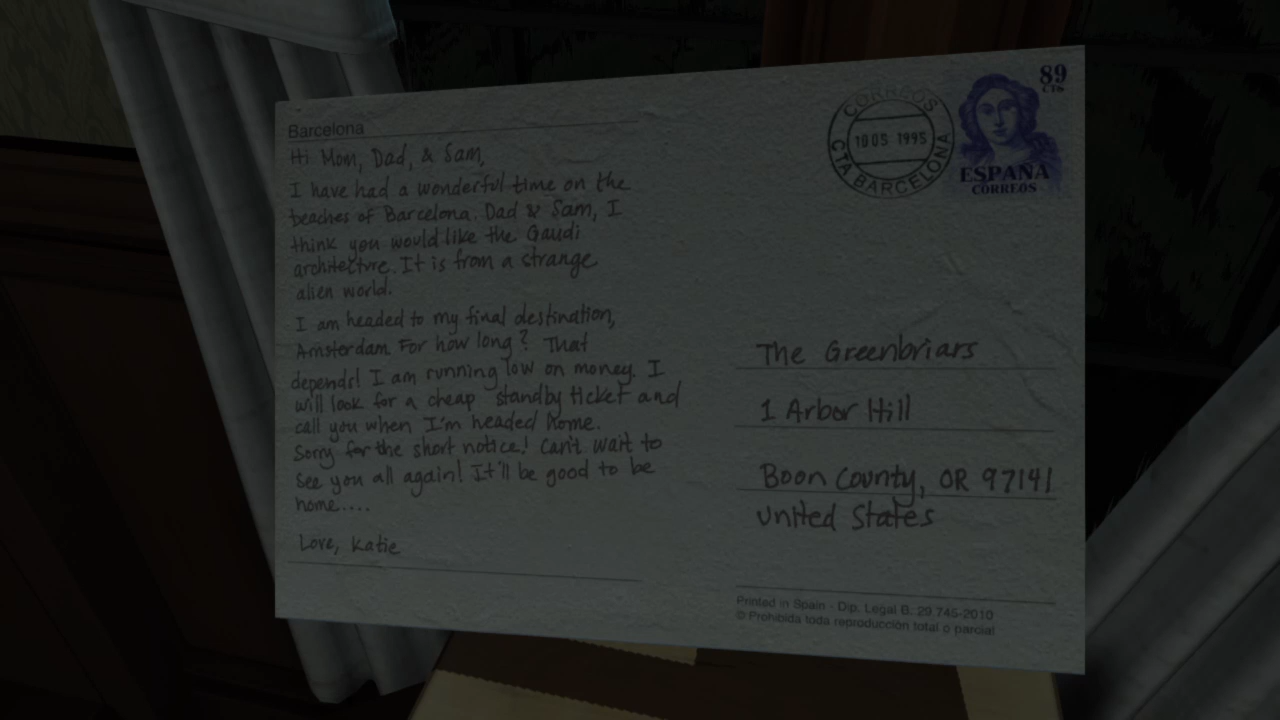 Barcelona
Hi Mom, Dad, & Sam,
I have had a wonderful time on the
beaches of Barcelona. Dad & Sam, I
think you would like the Gaudi
architecture. It is from a strange
alien world.
I am headed to my final destination,
Amsterdam. For how long? That
depends! I am running low on money. I
will look for a cheap standby ticket and
call you when I'm headed home.
Sorry for the short notice! Can't wait to
see you all again! It'll be good to be
home....
Love, Katie
CORREOS
1005 1995
CTA BARCELONA
89
CTS
ESPANA
CORREOS
The Greenbriars
1 Arbor Hill
Boon County, OR 97141
United States
Printed in Spain - Dip. Legal B. 29.745-2010
© Prohibida toda reproducción total o parcial